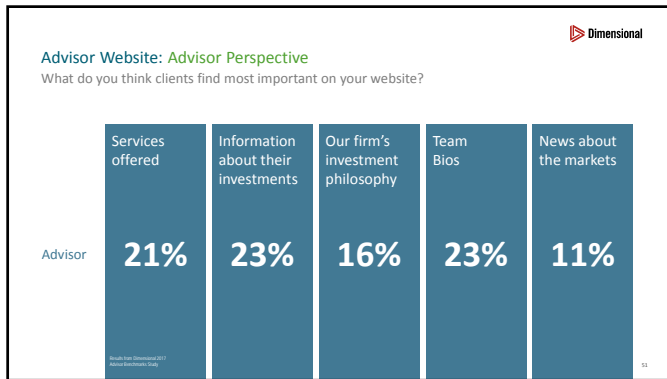 Dimensional
Advisor Website: Advisor Perspective
What do you think clients find most important on your website?
Services
offered
Information
about their
investments
Our firm's
investment
philosophy
Team
Bios
News about
the markets
Advisor
21%
23%
16%
23%
11%
Results from Dimensional 2017
Advisor Benchmarks Study
51